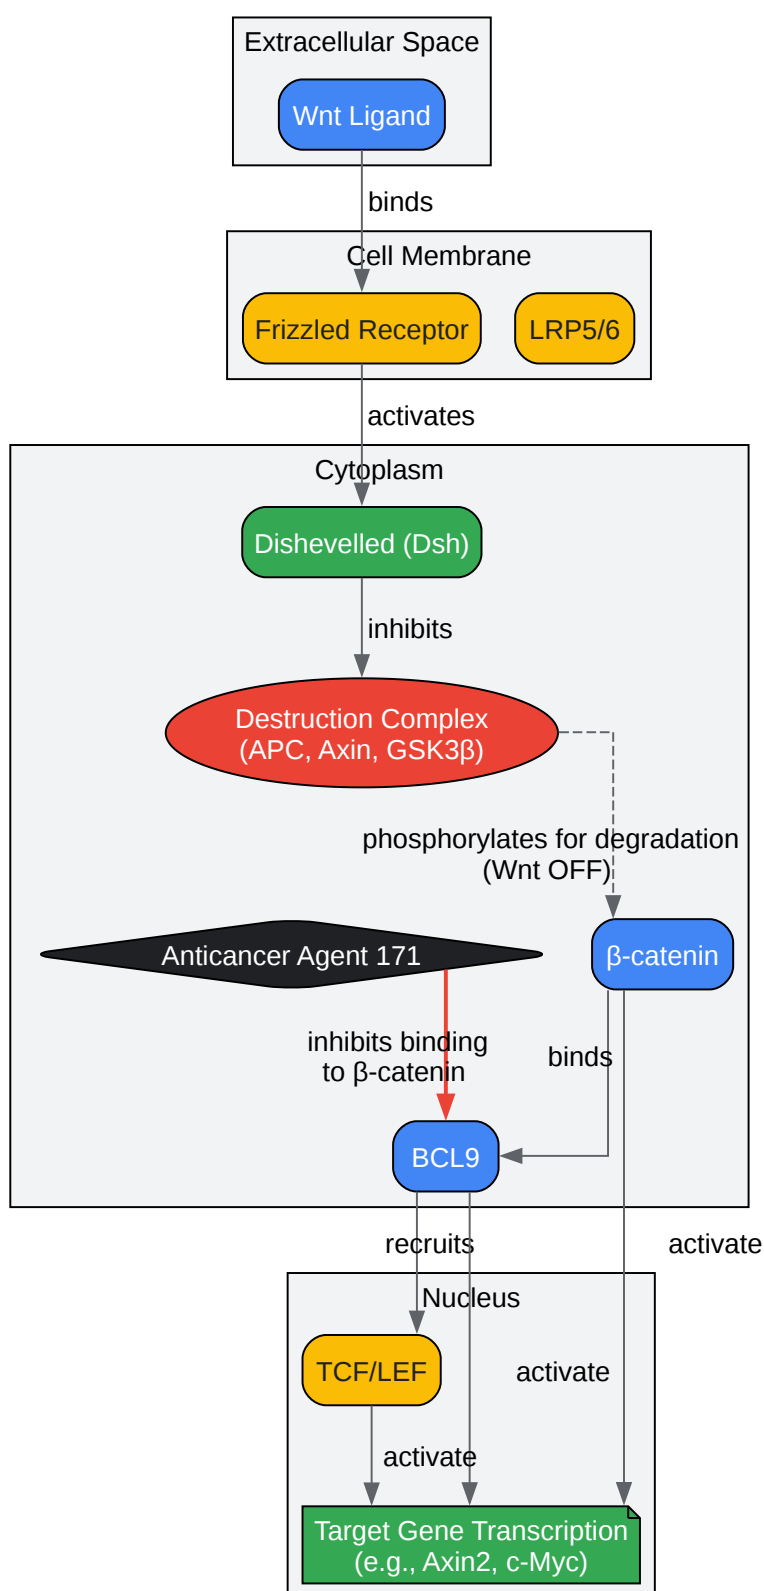 Extracellular Space
Wnt Ligand
binds
Cell Membrane
Frizzled Receptor
LRP5/6
activates
Cytoplasm
Dishevelled (Dsh)
inhibits
Destruction Complex
(APC, Axin, GSK3β)
phosphorylates for degradation
(Wnt OFF)
Anticancer Agent 171
β-catenin
inhibits binding
to β-catenin
binds
BCL9
recruits
activate
Nucleus
TCF/LEF
activate
activate
Target Gene Transcription
(e.g., Axin2, c-Myc)